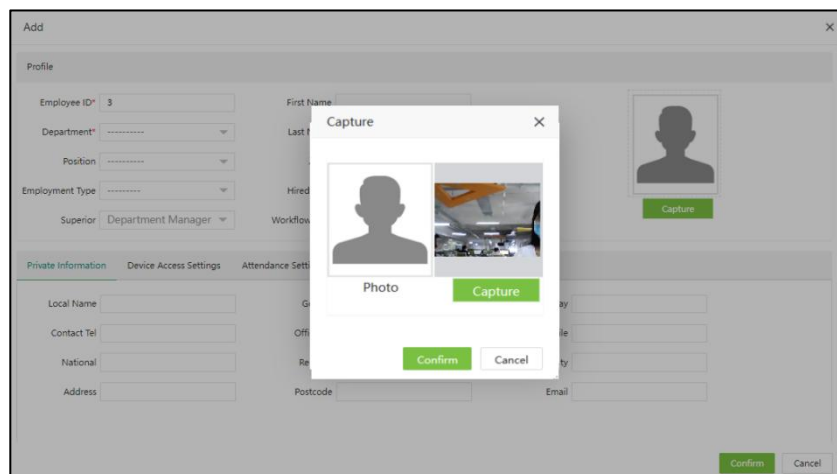 Add
Profile
Employee ID* 3 First Name
Department* ---------- Last
Position ----------
Employment Type --------- Hired
Superior Department Manager Workflow
Capture
Capture
Photo
Capture
Confirm Cancel
Private Information Device Access Settings Attendance Setti
Local Name
Contact Tel Offi
National Re
Address Postcode Email
Confirm Cancel